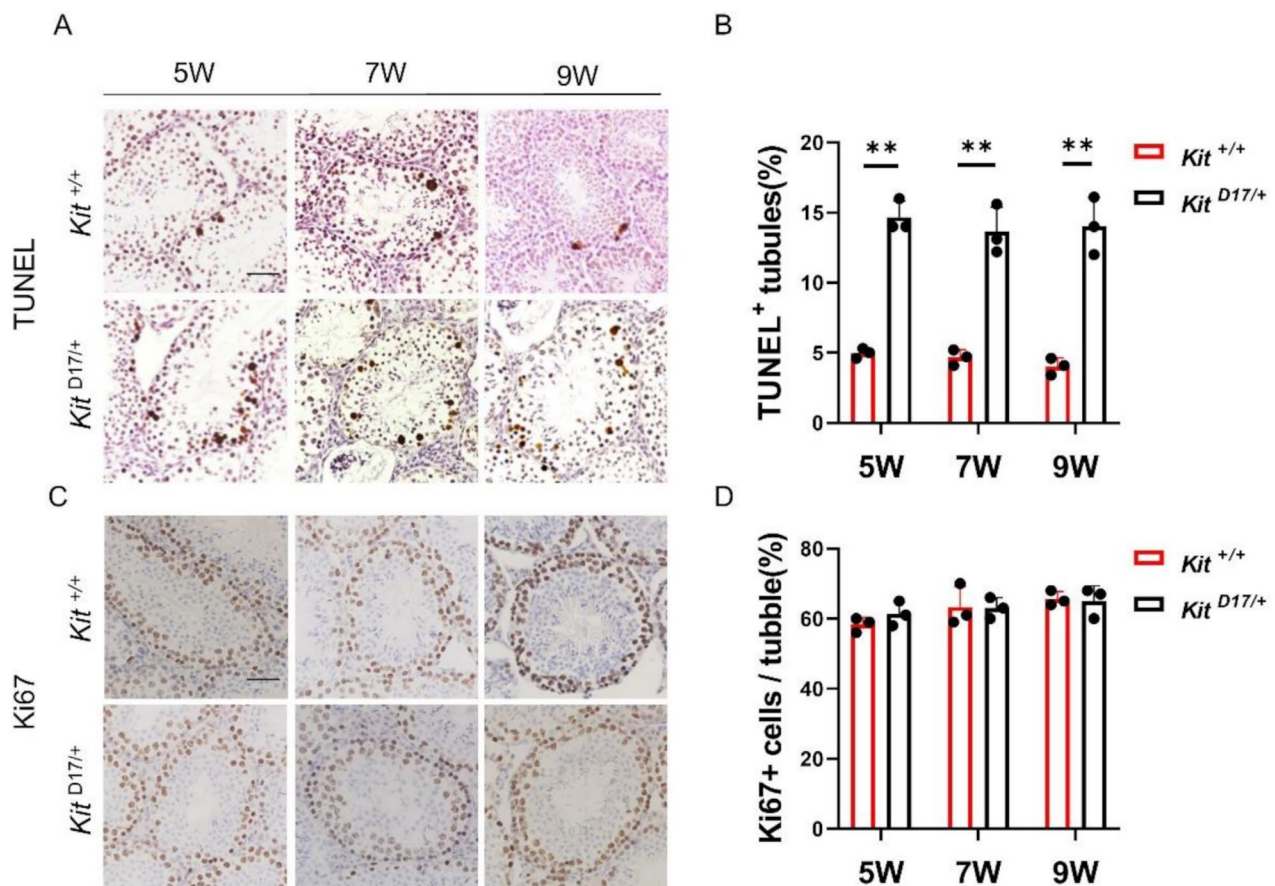 A
5W 7W 9W
TUNEL
Kit +/+
Kit D17/+
B
TUNEL+ tubules(%)
20
15
10
5
0
** ** **
5W 7W 9W
Kit +/+
Kit D17/+
C
Ki67
Kit +/+
Kit D17/+
D
Ki67+ cells / tubble(%)
80
60
40
20
0
5W 7W 9W
Kit +/+
Kit D17/+